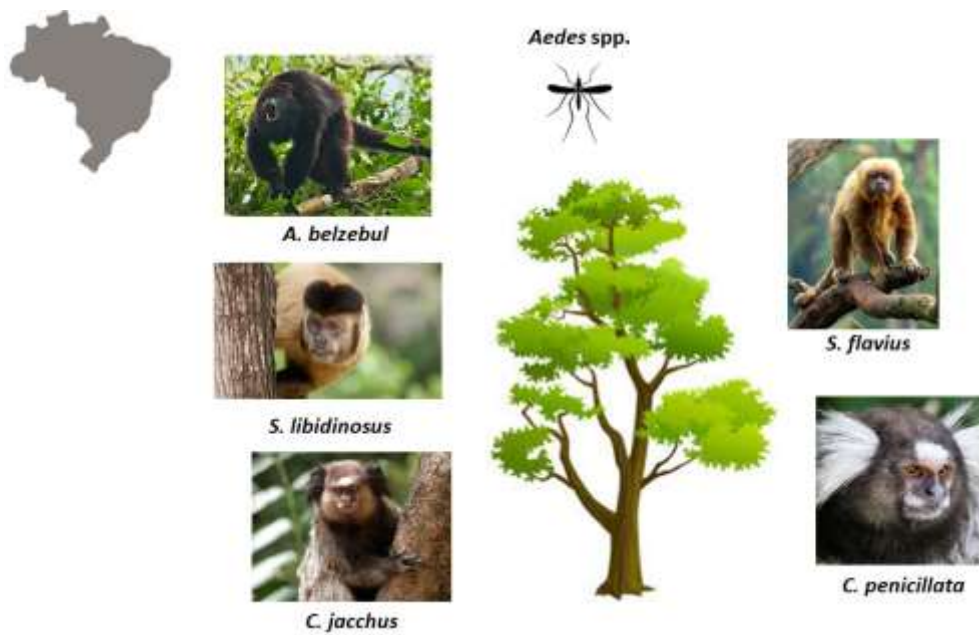 Aedes spp.
A. belzebul
S. flavius
S. libidinosus
C. penicillata
C. jacchus